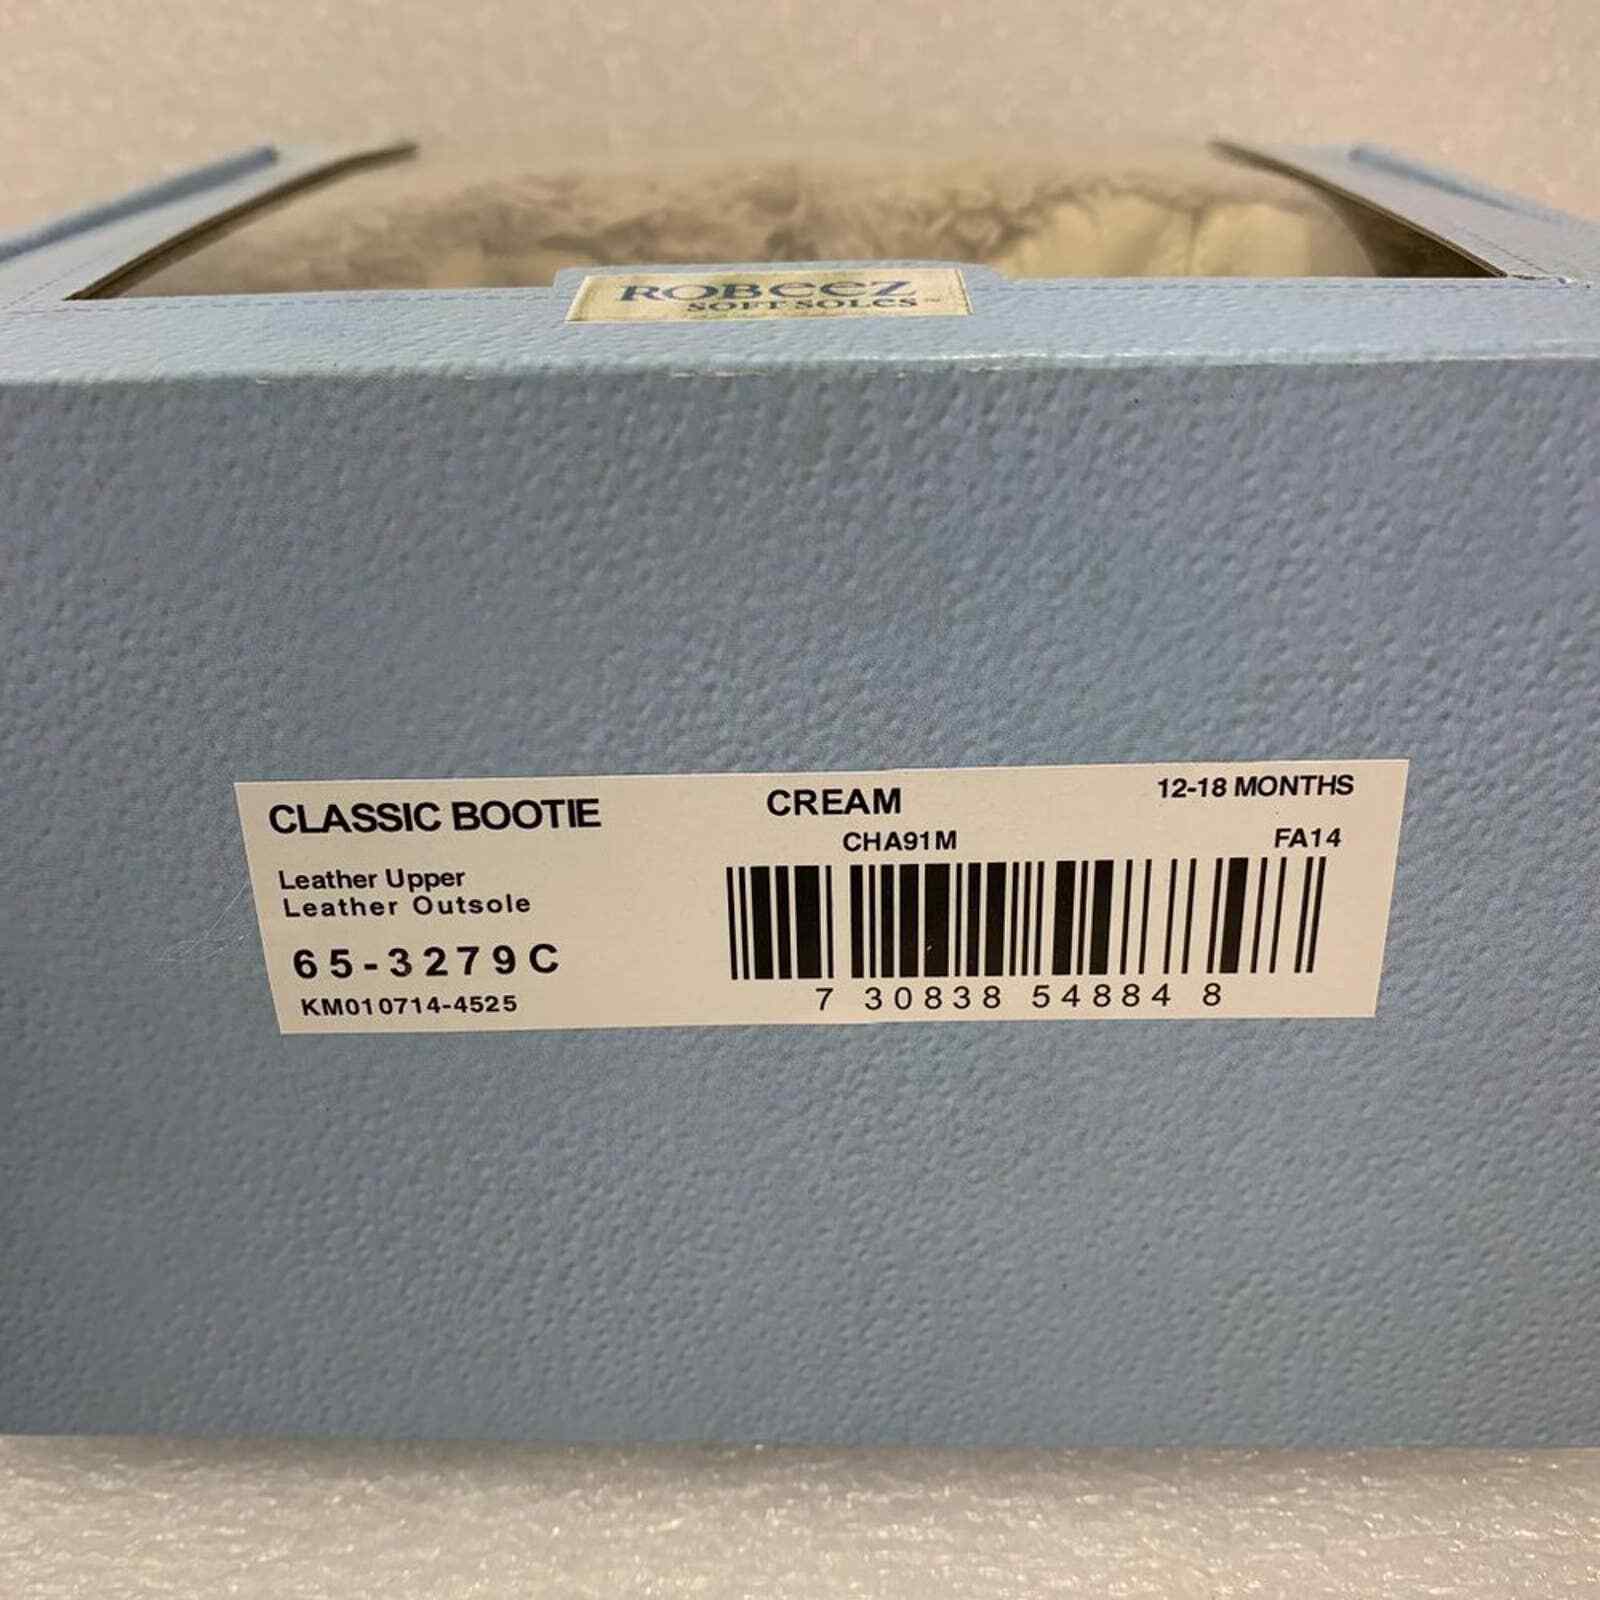 ROBeez
SOFT SOLES™
CLASSIC BOOTIE
CREAM
12-18 MONTHS
CHA91M
FA14
Leather Upper
Leather Outsole
65-3279C
KM010714-4525
7 30838 54884 8